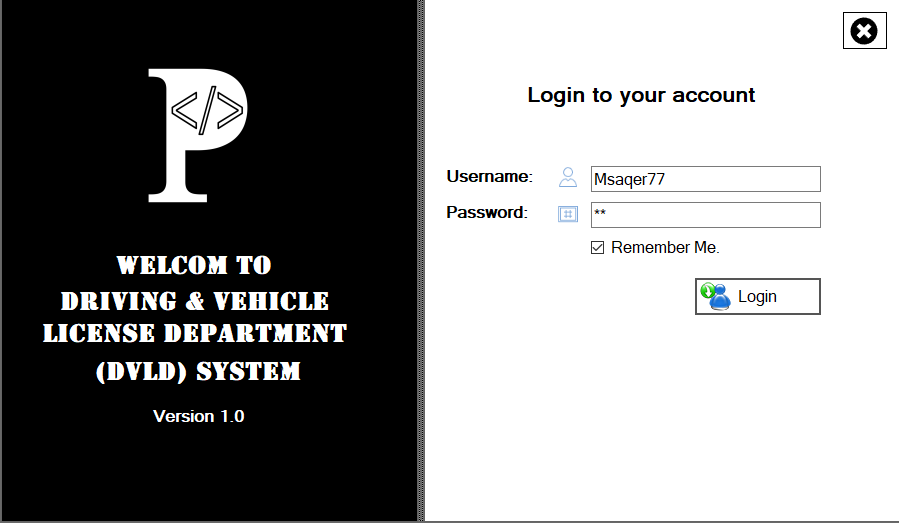 P
</>
WELCOM TO
DRIVING & VEHICLE
LICENSE DEPARTMENT
(DVLD) SYSTEM
Version 1.0
Login to your account
Username: Msaqer77
Password: **
Remember Me.
Login